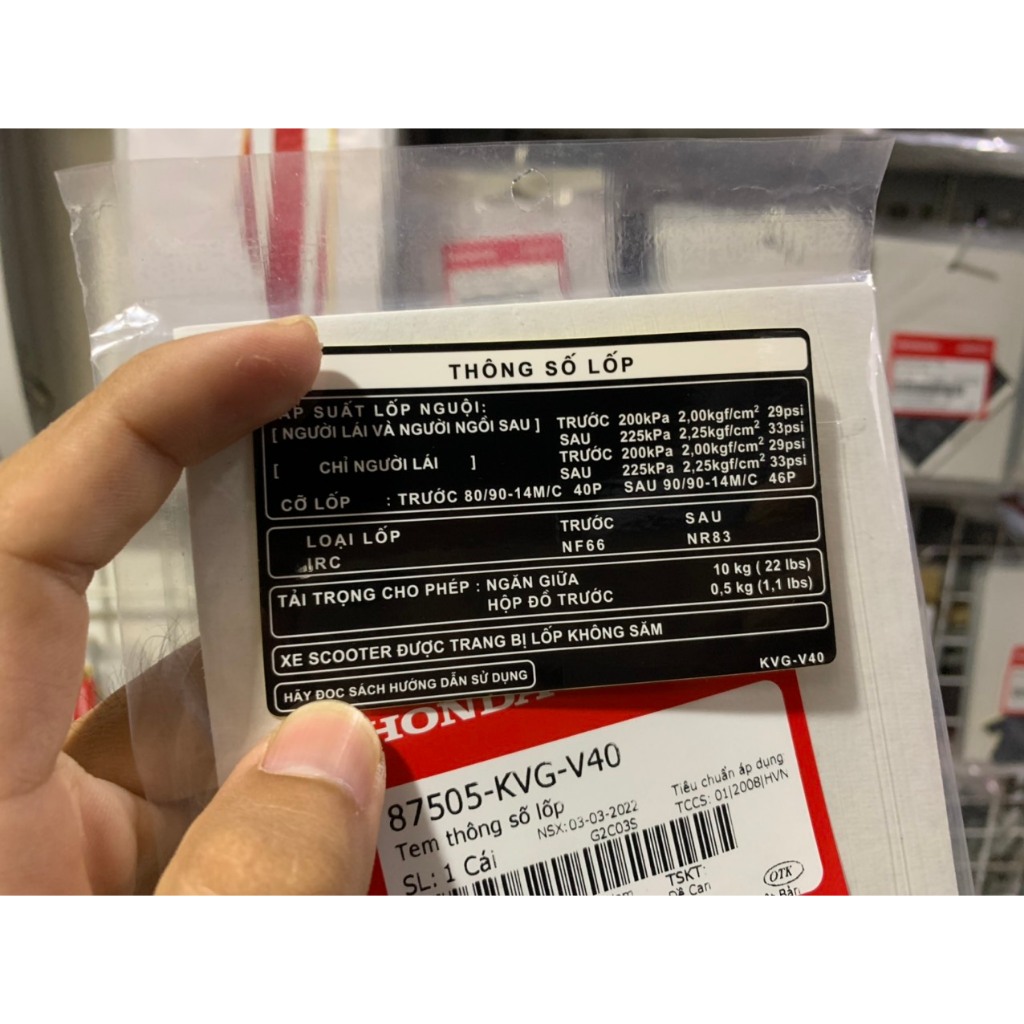 THÔNG SỐ LỐP
ÁP SUẤT LỐP NGUỘI:
[ NGƯỜI LÁI VÀ NGƯỜI NGỒI SAU ] TRƯỚC 200kPa 2,00kgf/cm² 29psi
SAU 225kPa 2,25kgf/cm² 33psi
[ CHỈ NGƯỜI LÁI ] TRƯỚC 200kPa 2,00kgf/cm² 29psi
SAU 225kPa 2,25kgf/cm² 33psi
CỠ LỐP : TRƯỚC 80/90-14M/C 40P SAU 90/90-14M/C 46P
LOẠI LỐP TRƯỚC SAU
IRC NF66 NR83
TẢI TRỌNG CHO PHÉP : NGĂN GIỮA 10 kg ( 22 lbs)
HỘP ĐỒ TRƯỚC 0,5 kg (1,1 lbs)
XE SCOOTER ĐƯỢC TRANG BỊ LỐP KHÔNG SĂM
HÃY ĐỌC SÁCH HƯỚNG DẪN SỬ DỤNG
KVG-V40
HONDA
87505-KVG-V40
Tem thông số lốp
Tiêu chuẩn áp dụng
NSX: 03-03-2022 TCCS: 01|2008|HVN
SL: 1 Cái
G2C03S
TSKT:
Đề Can
OTK
Bản